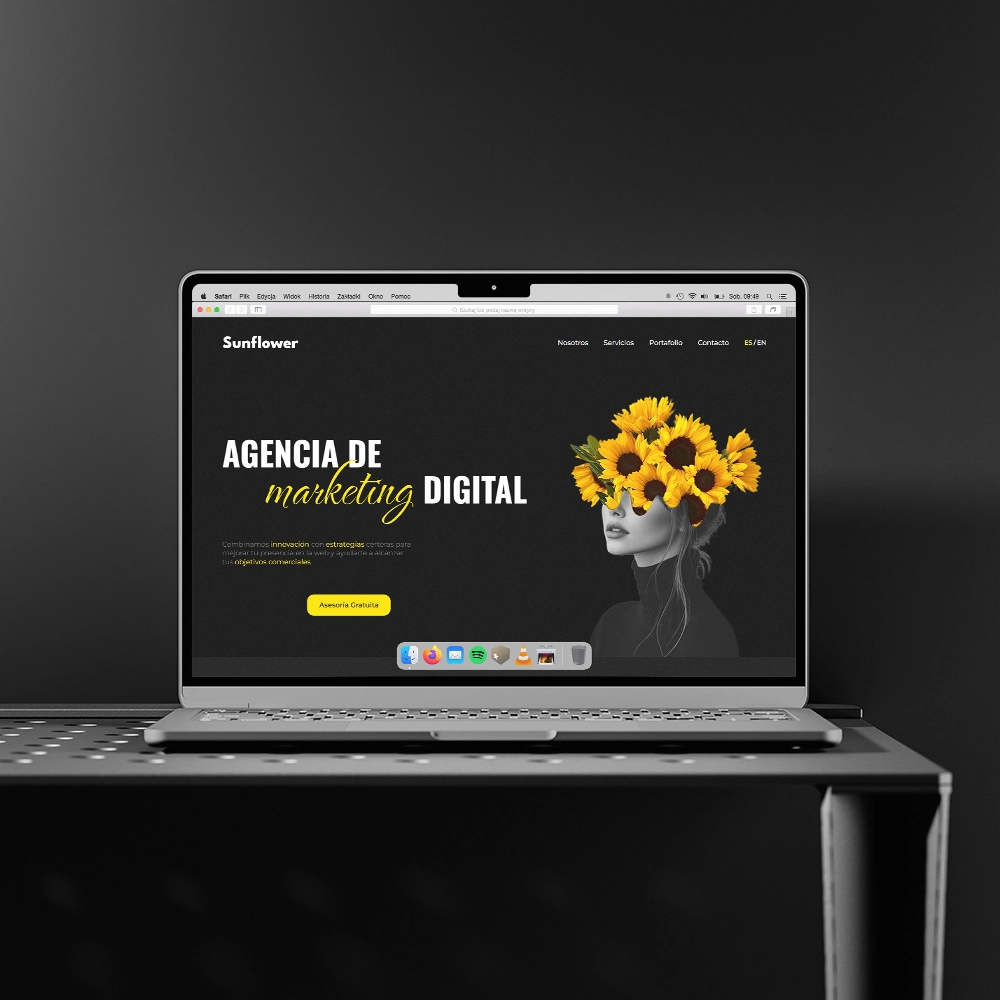 Safari Plik Edycja Widok Historia Zakładki Okno Pomoc Sob. 09:49
Szukaj lub podaj nazwę witryny
Sunflower Nosotros Servicios Portafolio Contacto ES/EN
AGENCIA DE
marketing DIGITAL
Combinamos innovación con estrategias certeras para
mejorar tu presencia en la web y ayudarte a alcanzar
tus objetivos comerciales.
Asesoría Gratuita